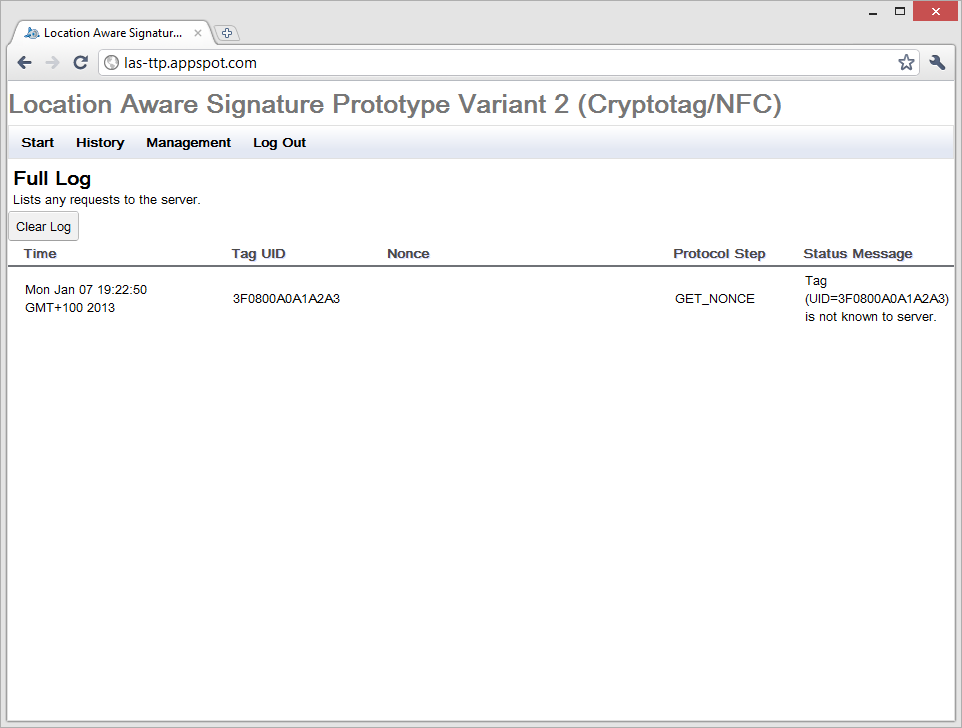 Location Aware Signatur...
las-ttp.appspot.com
Location Aware Signature Prototype Variant 2 (Cryptotag/NFC)
Start History Management Log Out
Full Log
Lists any requests to the server.
Clear Log
Time Tag UID Nonce Protocol Step Status Message
Mon Jan 07 19:22:50
GMT+100 2013
3F0800A0A1A2A3
GET_NONCE
Tag
(UID=3F0800A0A1A2A3)
is not known to server.